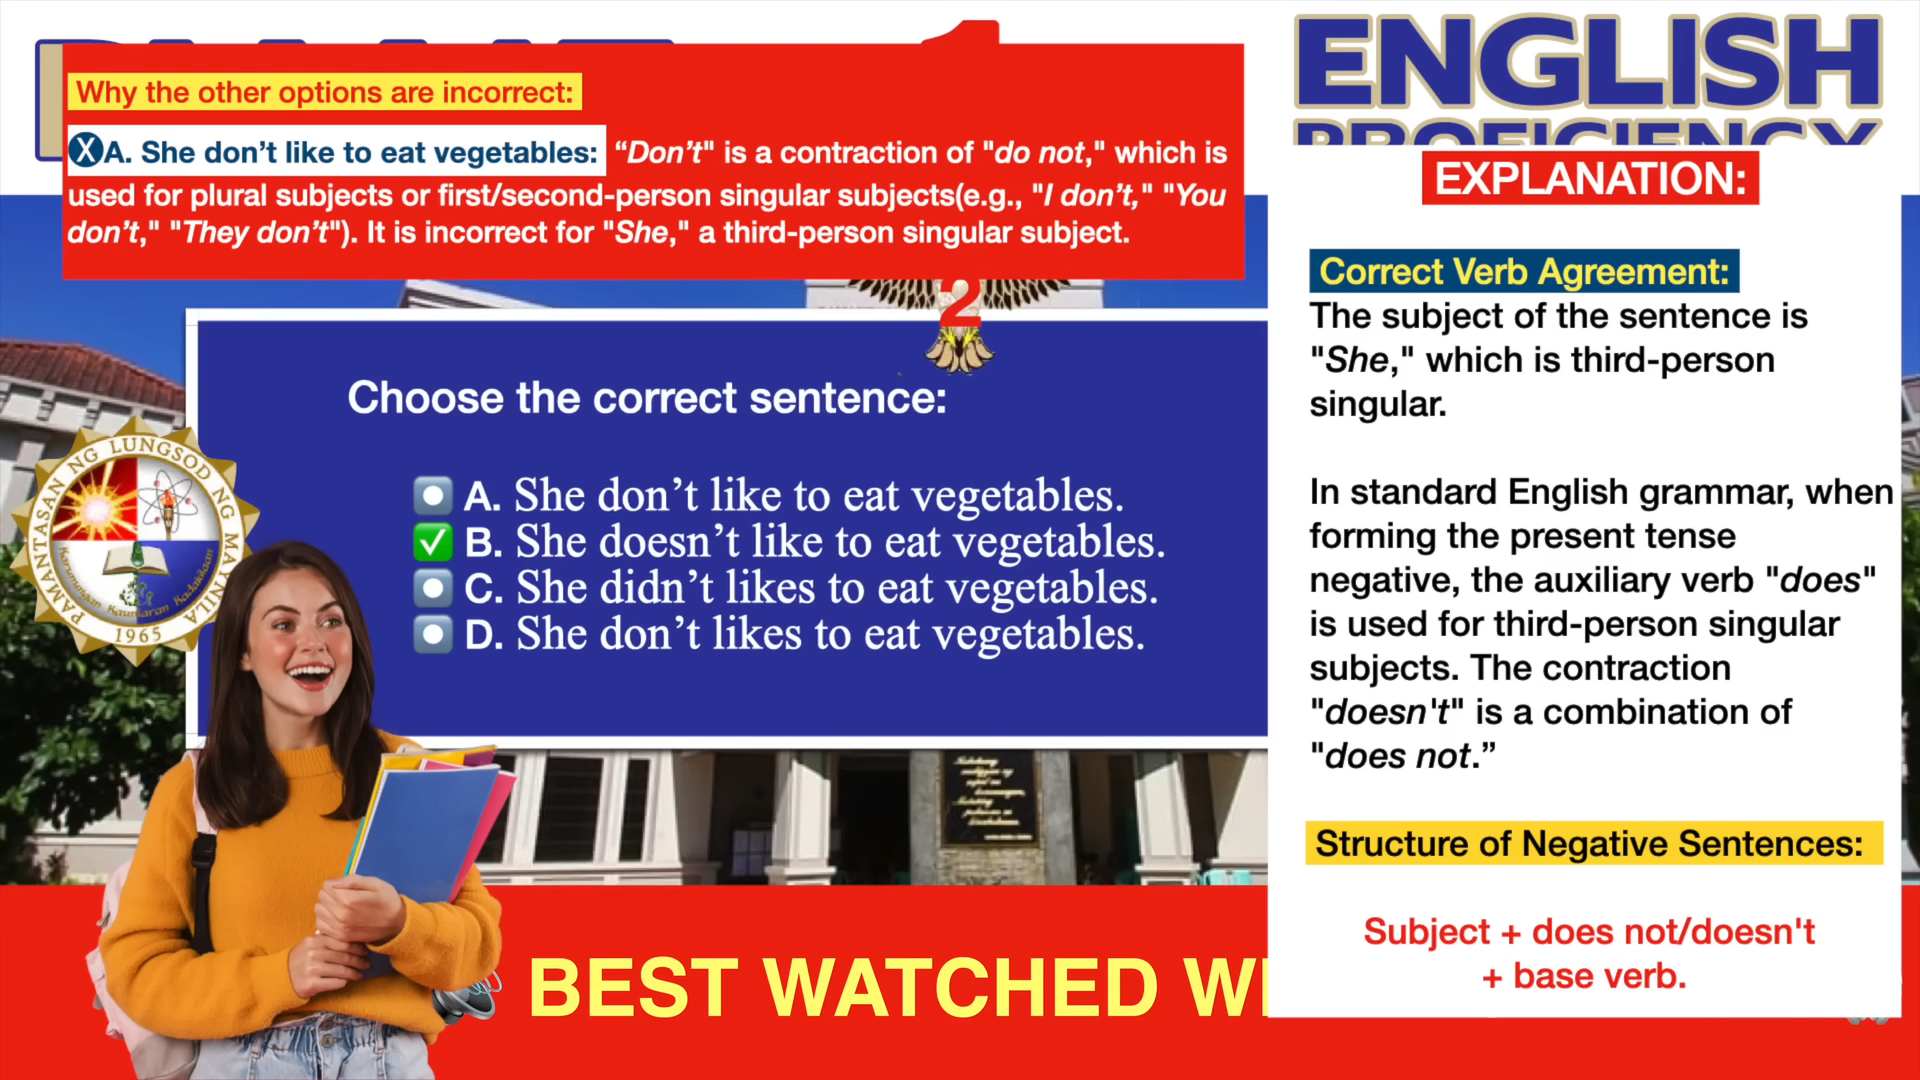 ENGLISH
PROFICIENCY
Why the other options are incorrect:
XA. She don’t like to eat vegetables: “Don’t" is a contraction of "do not," which is
used for plural subjects or first/second-person singular subjects(e.g., "I don’t," "You
don’t," "They don’t"). It is incorrect for "She," a third-person singular subject.
2
Choose the correct sentence:
A. She don’t like to eat vegetables.
B. She doesn’t like to eat vegetables.
C. She didn’t likes to eat vegetables.
D. She don’t likes to eat vegetables.
PAMANTASAN NG LUNGSOD NG MAYNILA
Karunungan Kaunlaran Kadakilaan
1965
EXPLANATION:
Correct Verb Agreement:
The subject of the sentence is
"She," which is third-person
singular.
In standard English grammar, when
forming the present tense
negative, the auxiliary verb "does"
is used for third-person singular
subjects. The contraction
"doesn't" is a combination of
"does not.”
Structure of Negative Sentences:
Subject + does not/doesn't
+ base verb.
BEST WATCHED